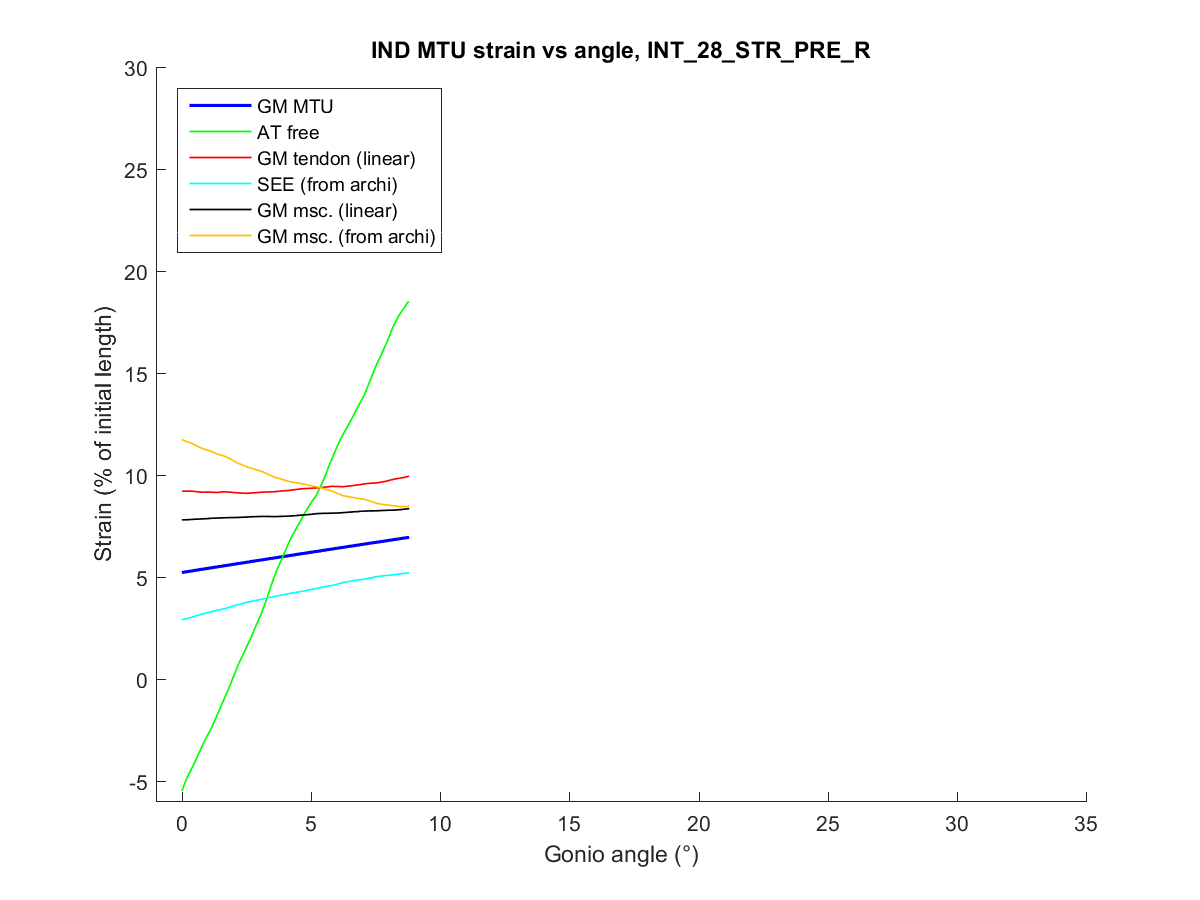 IND MTU strain vs angle, INT_28_STR_PRE_R
30
25
20
15
10
5
0
-5
Strain (% of initial length)
GM MTU
AT free
GM tendon (linear)
SEE (from archi)
GM msc. (linear)
GM msc. (from archi)
0 5 10 15 20 25 30 35
Gonio angle (°)